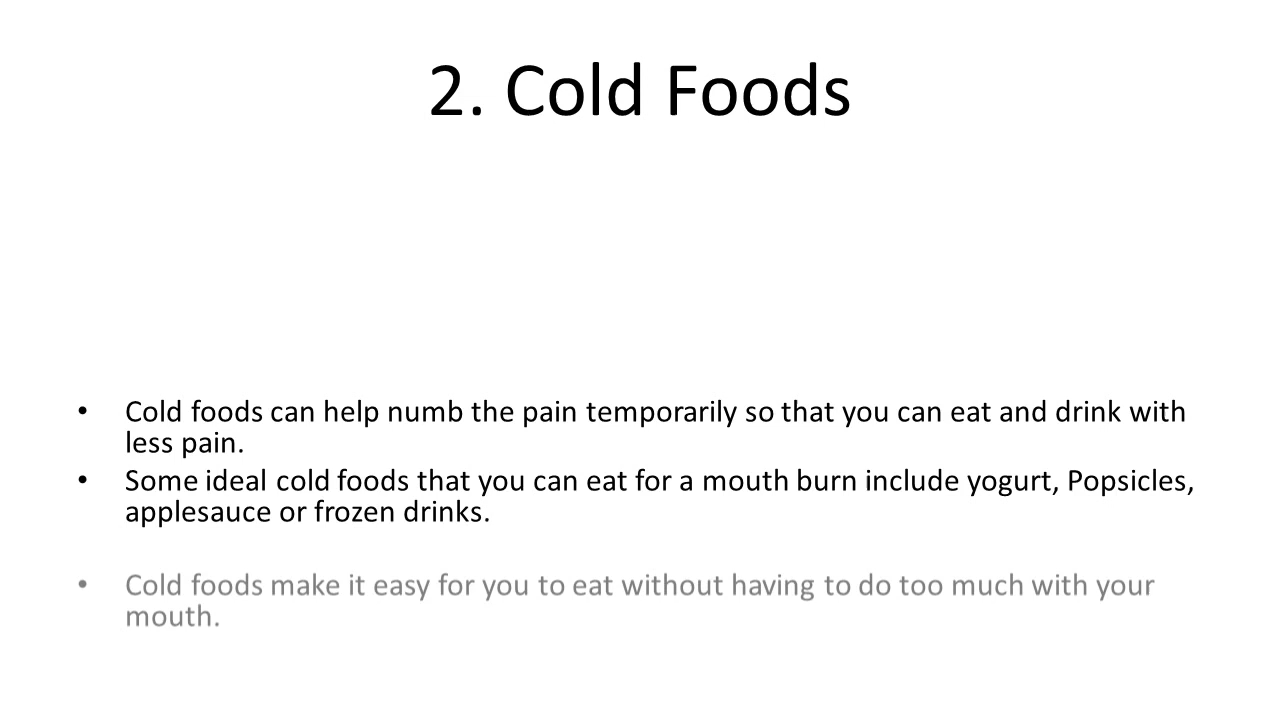 2. Cold Foods
• Cold foods can help numb the pain temporarily so that you can eat and drink with
less pain.
• Some ideal cold foods that you can eat for a mouth burn include yogurt, Popsicles,
applesauce or frozen drinks.
• Cold foods make it easy for you to eat without having to do too much with your
mouth.